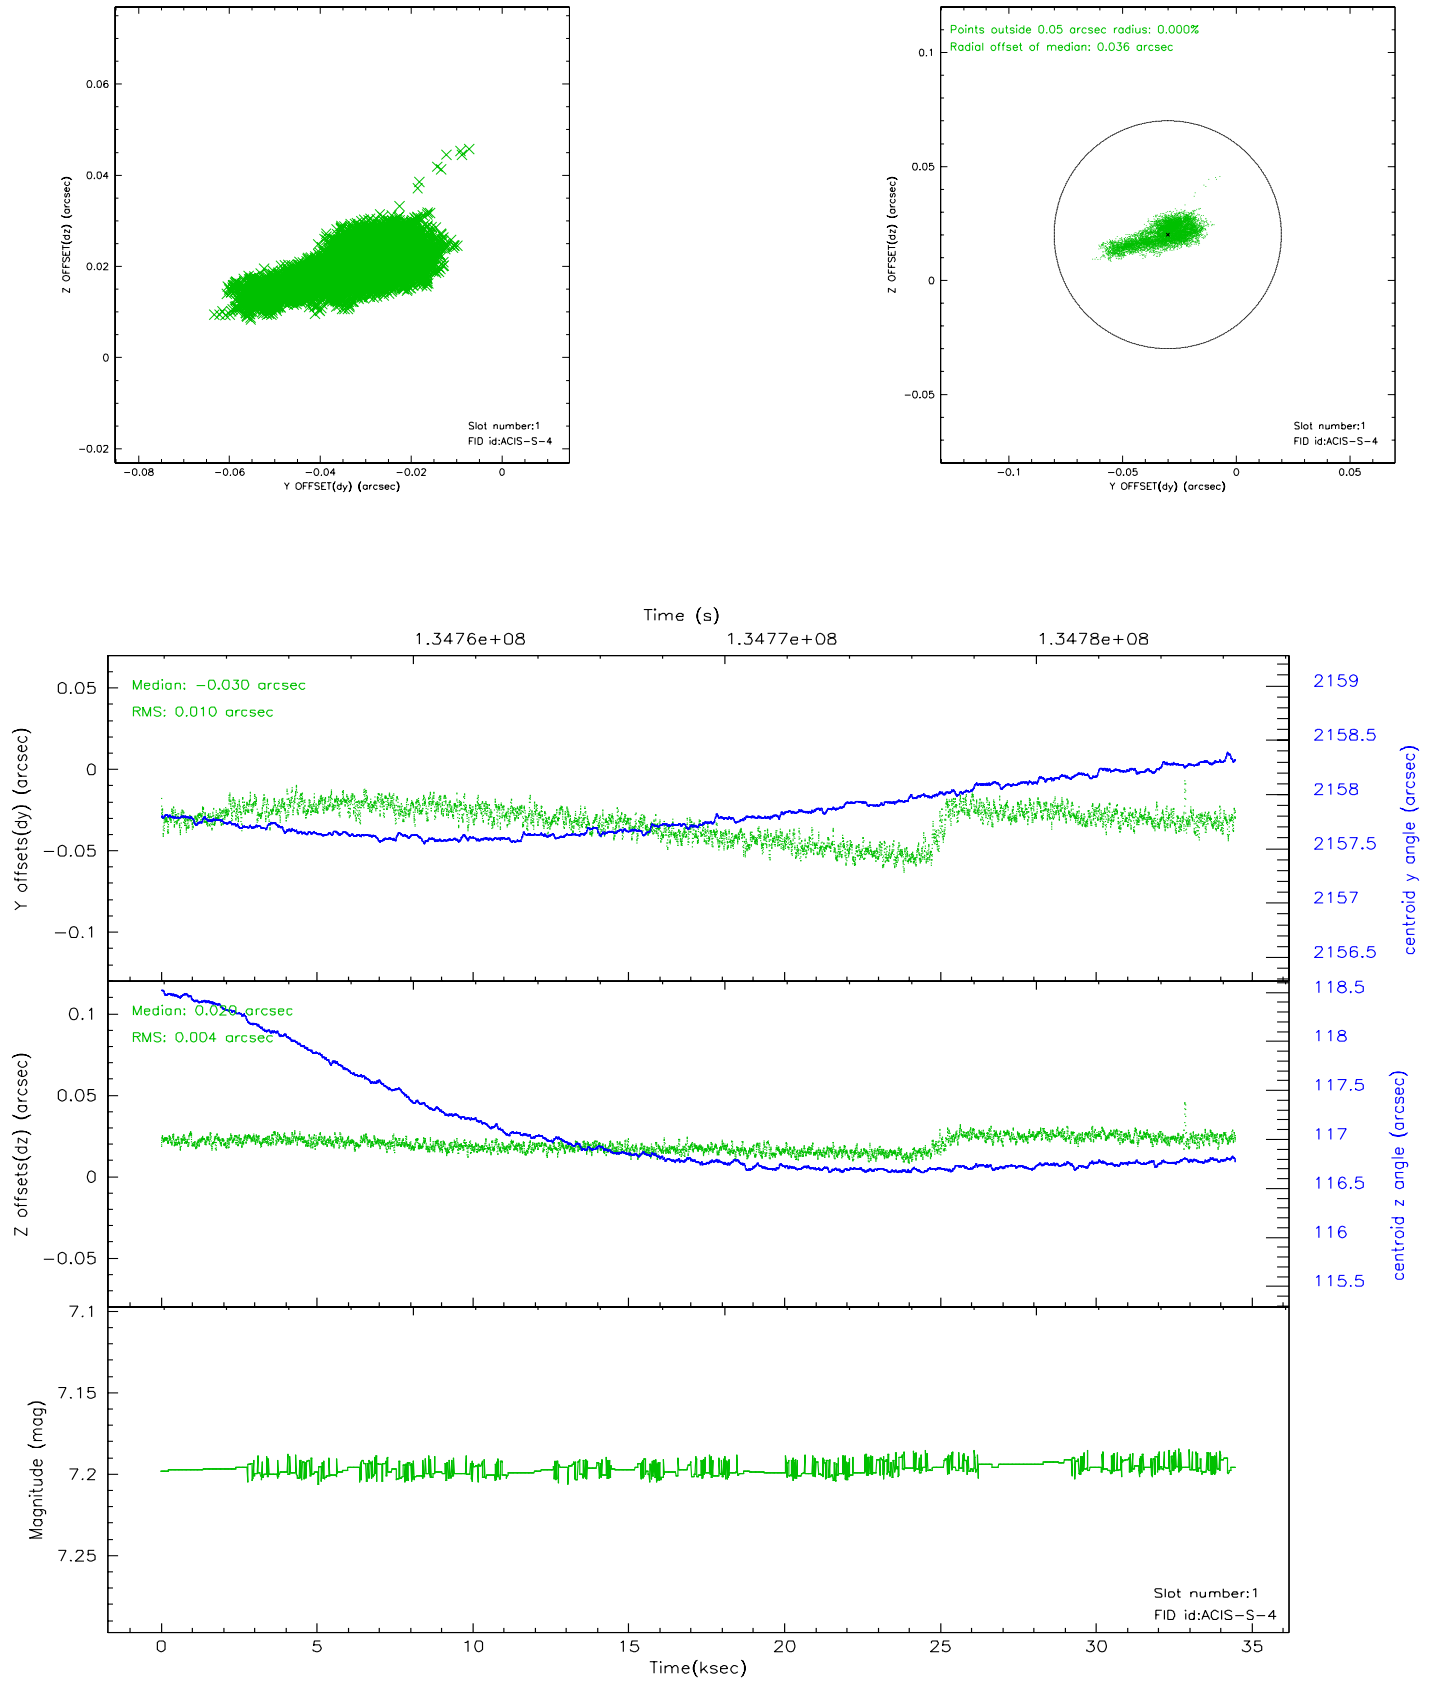 0.06
0.04
0.02
0
−0.02
Z OFFSET(dz) (arcsec)
Slot number:1
FID id:ACIS−S−4
−0.08 −0.06 −0.04 −0.02 0
Y OFFSET(dy) (arcsec)
Points outside 0.05 arcsec radius: 0.000%
Radial offset of median: 0.036 arcsec
0.1
0.05
0
−0.05
Z OFFSET(dz) (arcsec)
Slot number:1
FID id:ACIS−S−4
−0.1 −0.05 0 0.05
Y OFFSET(dy) (arcsec)
Time (s)
1.3476e+08 1.3477e+08 1.3478e+08
Median: −0.030 arcsec
RMS: 0.010 arcsec
0.05
0
−0.05
−0.1
Y offsets(dy) (arcsec)
2159
2158.5
2158
2157.5
2157
2156.5
centroid y angle (arcsec)
Median: 0.020 arcsec
RMS: 0.004 arcsec
0.1
0.05
0
−0.05
Z offsets(dz) (arcsec)
118.5
118
117.5
117
116.5
116
115.5
centroid z angle (arcsec)
7.1
7.15
7.2
7.25
Magnitude (mag)
Slot number:1
FID id:ACIS−S−4
0 5 10 15 20 25 30 35
Time(ksec)